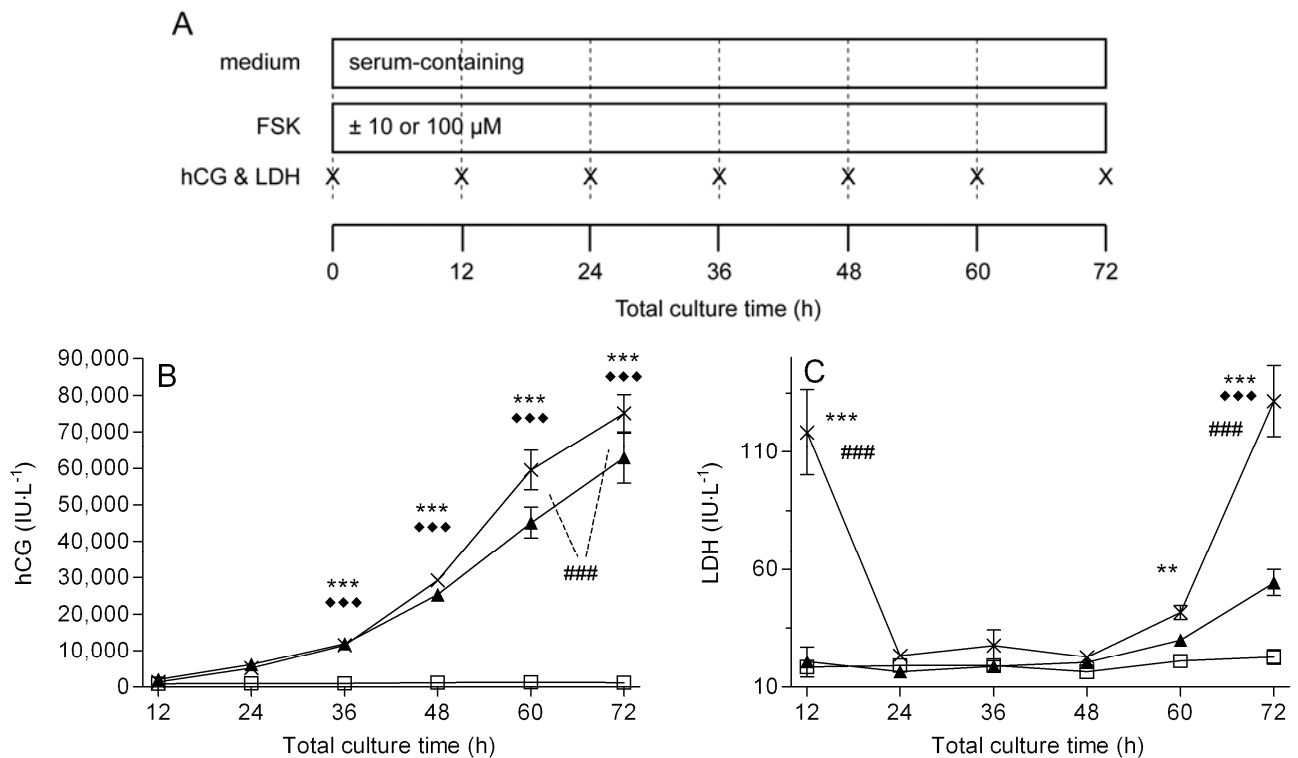 A
medium serum-containing
FSK ± 10 or 100 µM
hCG & LDH X X X X X X X
0 12 24 36 48 60 72
Total culture time (h)
B
hCG (IU·L⁻¹)
90,000
80,000
70,000
60,000
50,000
40,000
30,000
20,000
10,000
0
***
◆◆◆
***
◆◆◆
***
◆◆◆
***
◆◆◆
###
12 24 36 48 60 72
Total culture time (h)
C
LDH (IU·L⁻¹)
110
60
10
***
###
**
***
◆◆◆
###
12 24 36 48 60 72
Total culture time (h)